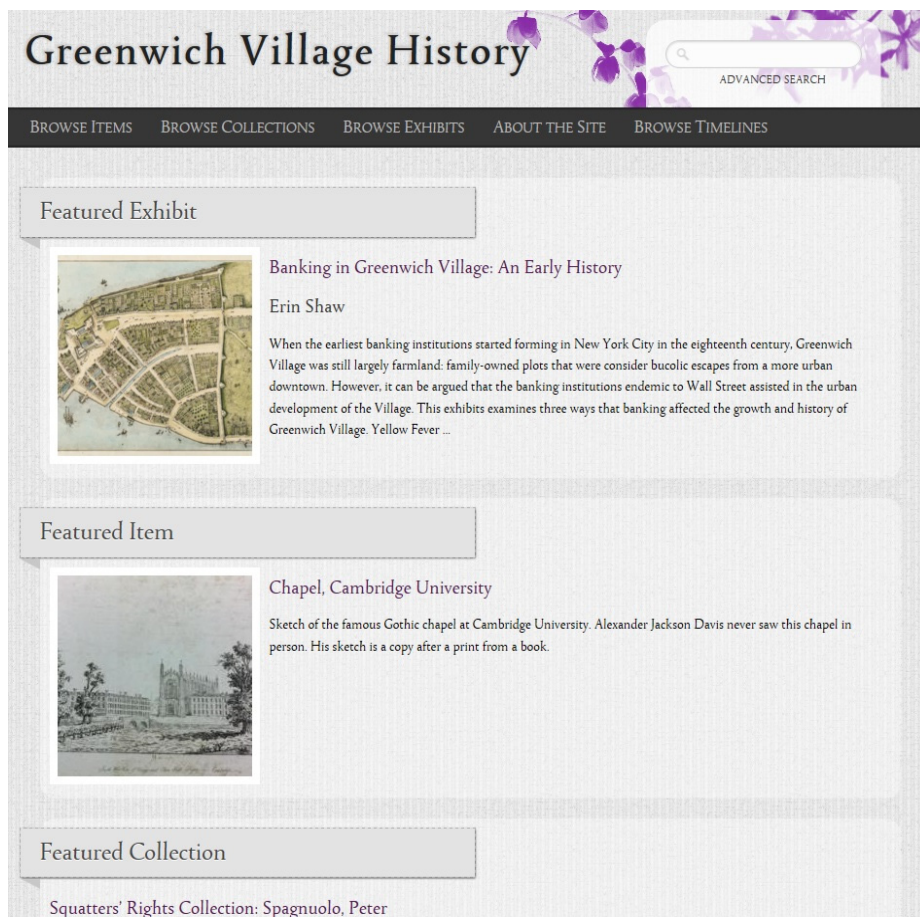 Greenwich Village History
ADVANCED SEARCH
BROWSE ITEMS BROWSE COLLECTIONS BROWSE EXHIBITS ABOUT THE SITE BROWSE TIMELINES
Featured Exhibit
Banking in Greenwich Village: An Early History
Erin Shaw
When the earliest banking institutions started forming in New York City in the eighteenth century, Greenwich
Village was still largely farmland: family-owned plots that were consider bucolic escapes from a more urban
downtown. However, it can be argued that the banking institutions endemic to Wall Street assisted in the urban
development of the Village. This exhibits examines three ways that banking affected the growth and history of
Greenwich Village. Yellow Fever ...
Featured Item
Chapel, Cambridge University
Sketch of the famous Gothic chapel at Cambridge University. Alexander Jackson Davis never saw this chapel in
person. His sketch is a copy after a print from a book.
Featured Collection
Squatters' Rights Collection: Spagnuolo, Peter